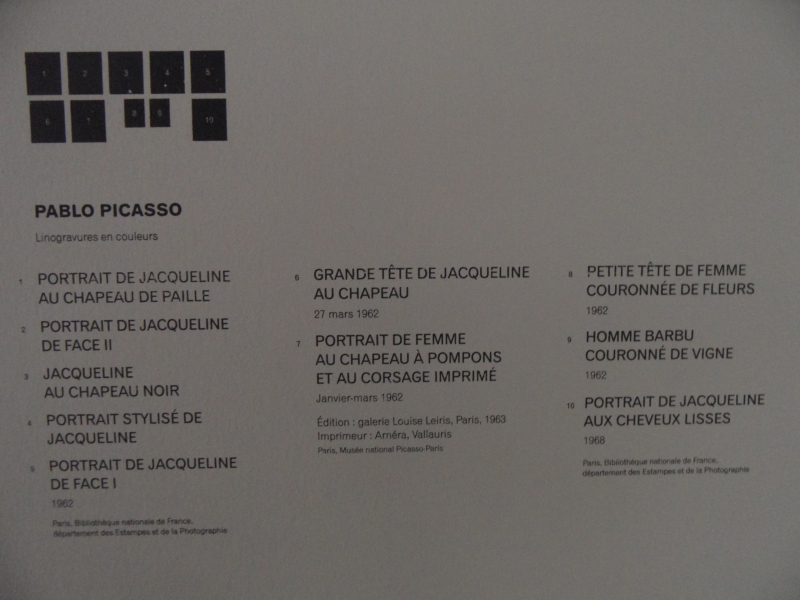 1 2 3 4 5
6 7 8 9 10
PABLO PICASSO
Linogravures en couleurs
1 PORTRAIT DE JACQUELINE
AU CHAPEAU DE PAILLE
2 PORTRAIT DE JACQUELINE
DE FACE II
3 JACQUELINE
AU CHAPEAU NOIR
4 PORTRAIT STYLISÉ DE
JACQUELINE
5 PORTRAIT DE JACQUELINE
DE FACE I
1962
Paris, Bibliothèque nationale de France,
département des Estampes et de la Photographie
6 GRANDE TÊTE DE JACQUELINE
AU CHAPEAU
27 mars 1962
7 PORTRAIT DE FEMME
AU CHAPEAU À POMPONS
ET AU CORSAGE IMPRIMÉ
Janvier-mars 1962
Édition : galerie Louise Leiris, Paris, 1963
Imprimeur : Arnéra, Vallauris
Paris, Musée national Picasso-Paris
8 PETITE TÊTE DE FEMME
COURONNÉE DE FLEURS
1962
9 HOMME BARBU
COURONNÉ DE VIGNE
1962
10 PORTRAIT DE JACQUELINE
AUX CHEVEUX LISSES
1968
Paris, Bibliothèque nationale de France,
département des Estampes et de la Photographie